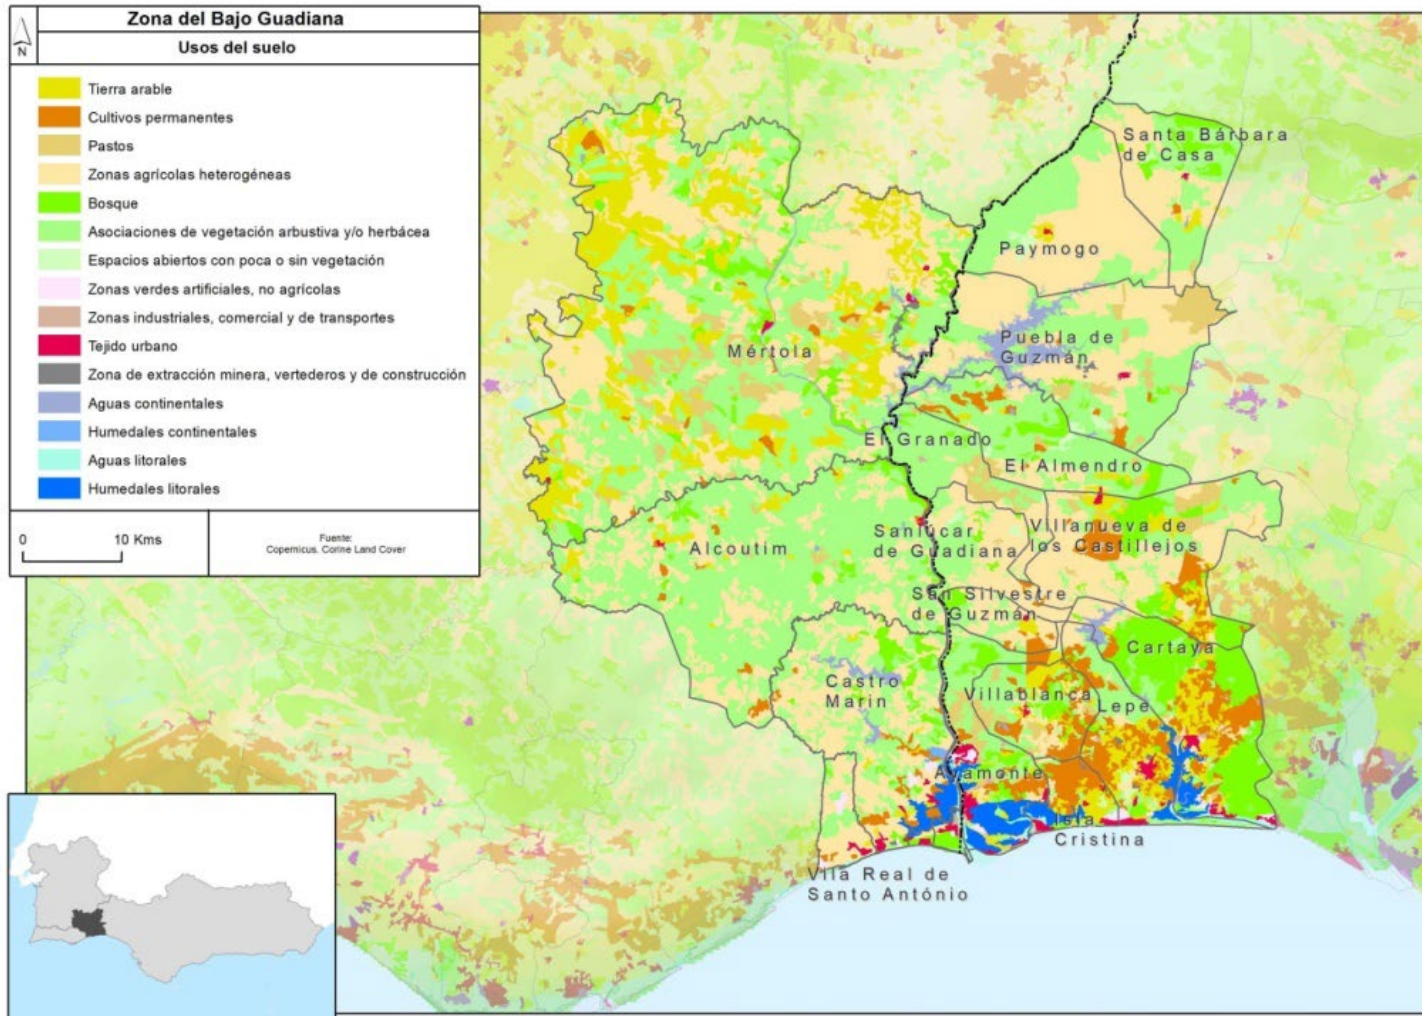 Zona del Bajo Guadiana
Usos del suelo
N
Tierra arable
Cultivos permanentes
Pastos
Zonas agrícolas heterogéneas
Bosque
Asociaciones de vegetación arbustiva y/o herbácea
Espacios abiertos con poca o sin vegetación
Zonas verdes artificiales, no agrícolas
Zonas industriales, comercial y de transportes
Tejido urbano
Zona de extracción minera, vertederos y de construcción
Aguas continentales
Humedales continentales
Aguas litorales
Humedales litorales
0 10 Kms
Fuente:
Copernicus. Corine Land Cover
Santa Bárbara
de Casa
Paymogo
Puebla de
Guzmán
Mértola
El Granado
El Almendro
Sanlúcar
de Guadiana
Villanueva de
los Castillejos
Alcoutim
San Silvestre
de Guzmán
Cartaya
Castro
Marin
Villablanca
Lepe
Ayamonte
Isla
Cristina
Vila Real de
Santo António